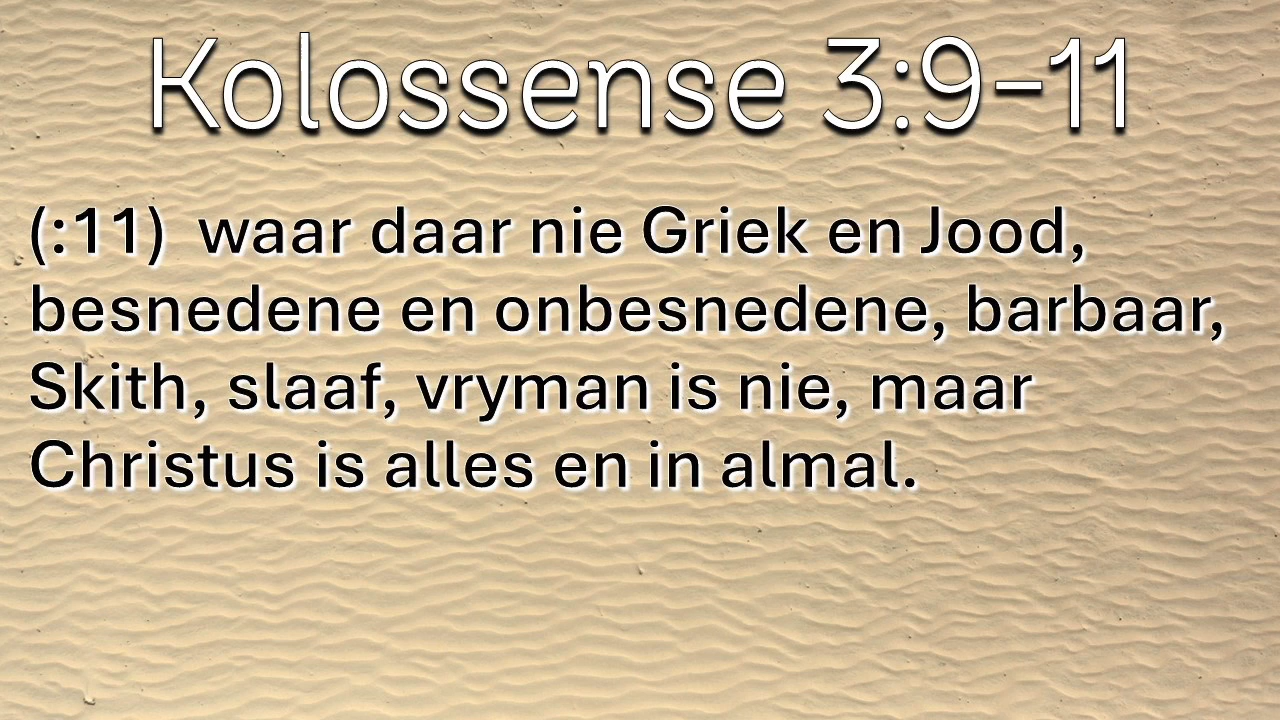 Kolossense 3:9–11
(:11)  waar daar nie Griek en Jood,
besnedene en onbesnedene, barbaar,
Skith, slaaf, vryman is nie, maar
Christus is alles en in almal.